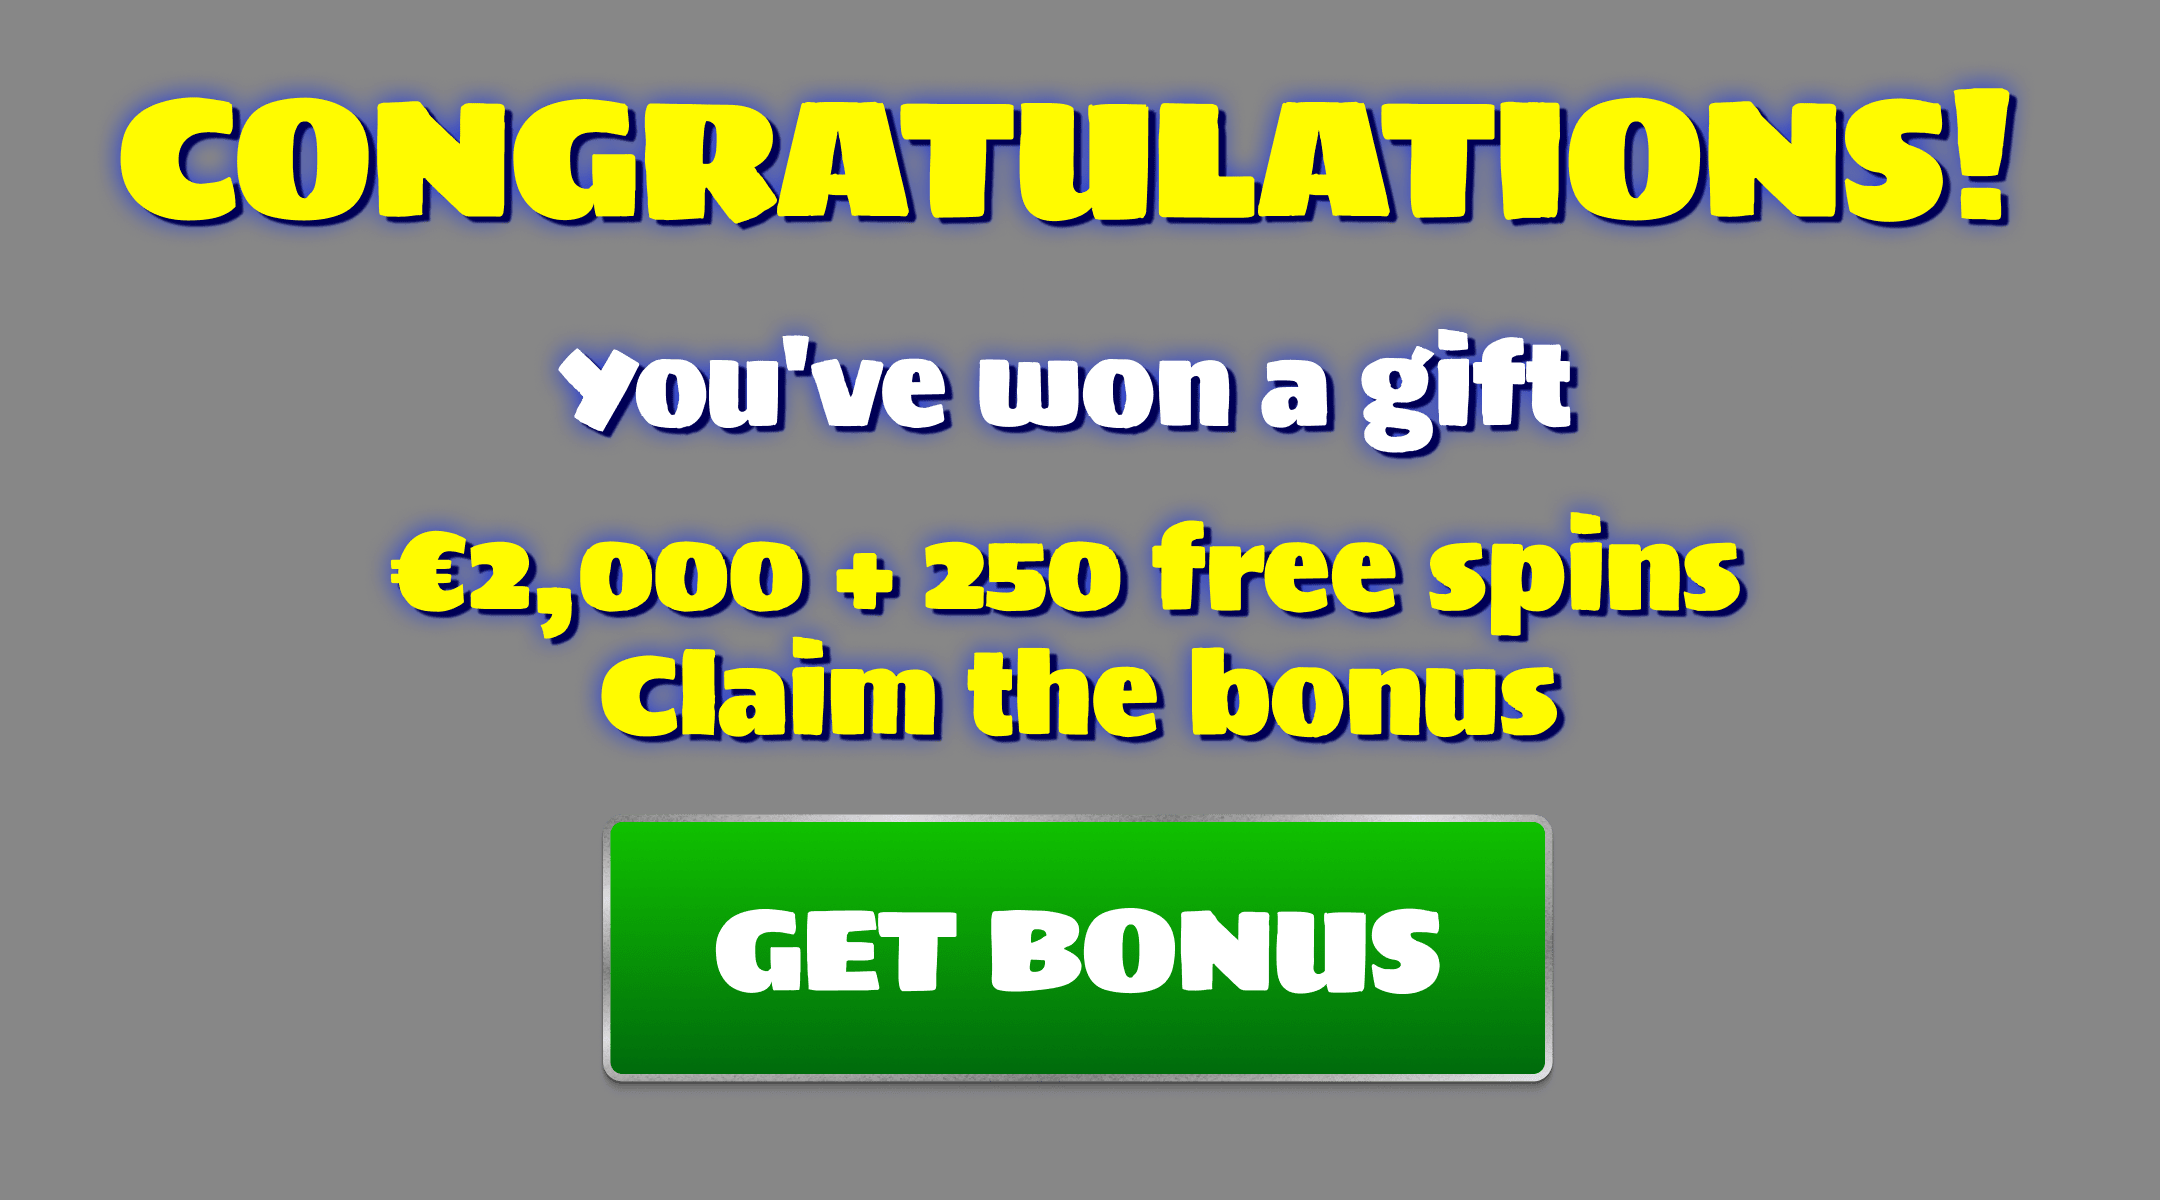 CONGRATULATIONS!
You've won a gift
€2,000 + 250 free spins
Claim the bonus
GET BONUS